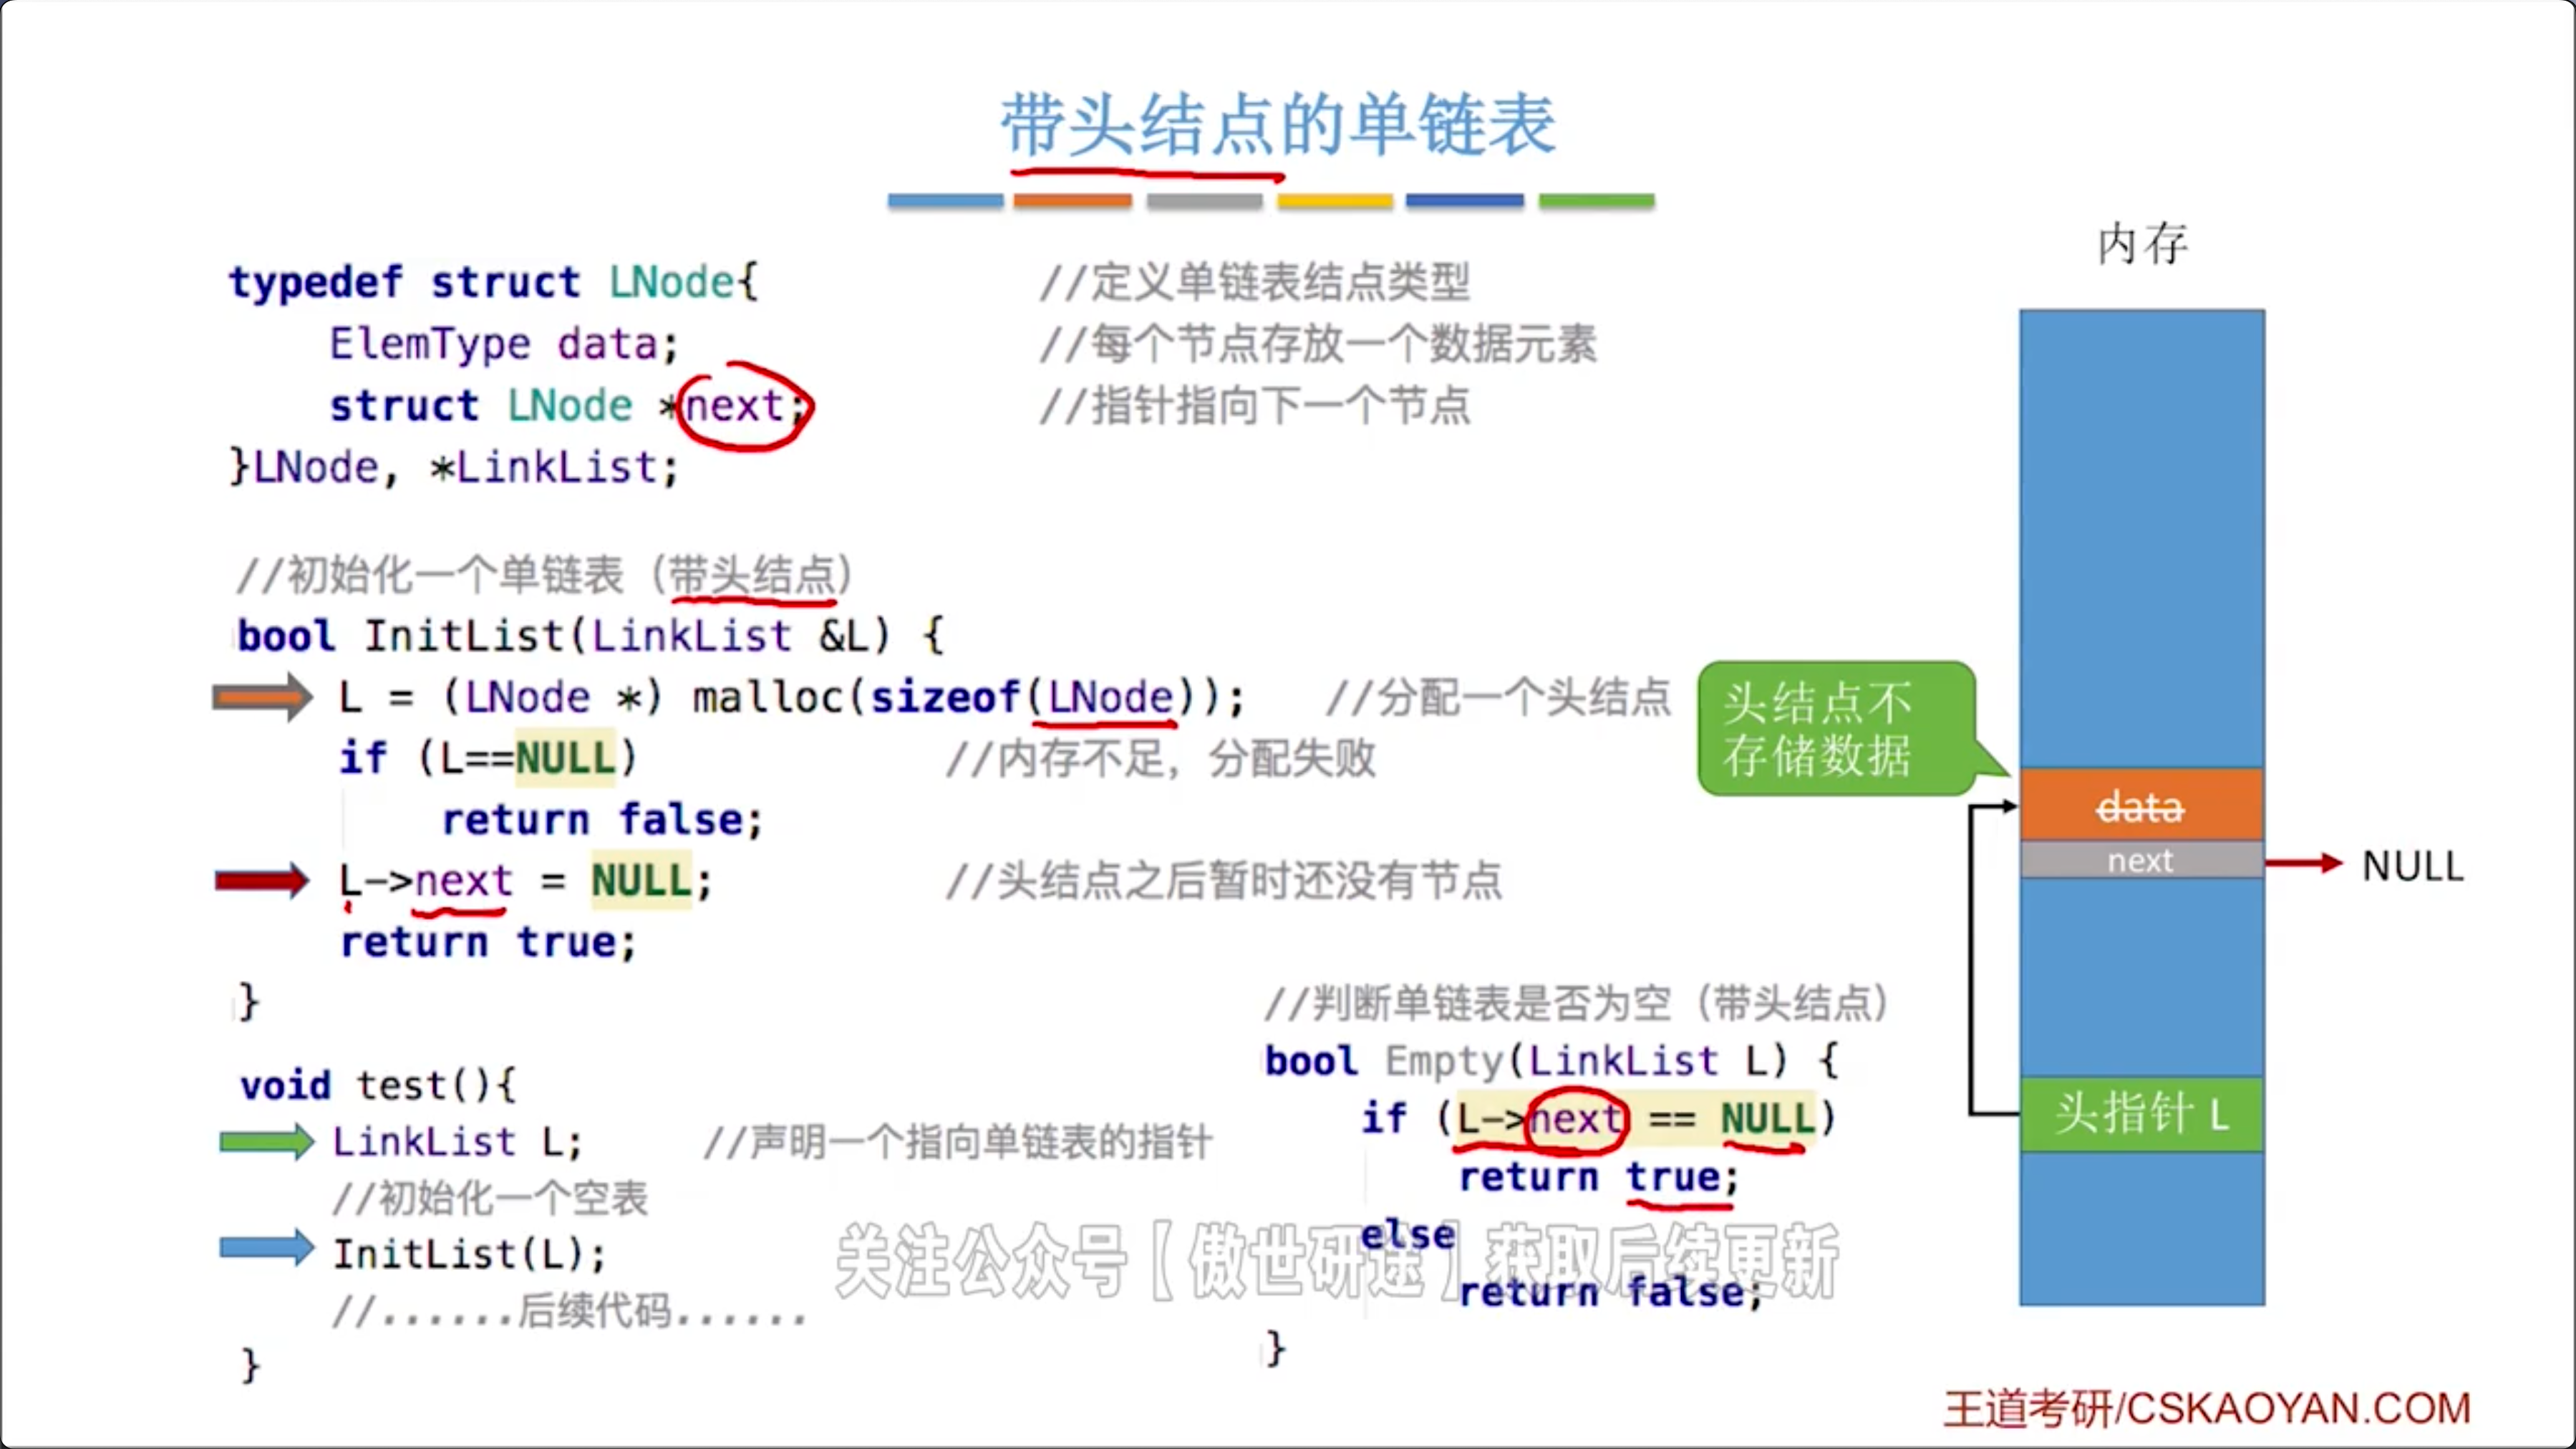 带头结点的单链表
typedef struct LNode{ //定义单链表结点类型
ElemType data; //每个节点存放一个数据元素
struct LNode *next; //指针指向下一个节点
}LNode, *LinkList;
//初始化一个单链表（带头结点）
bool InitList(LinkList &L) {
L = (LNode *) malloc(sizeof(LNode)); //分配一个头结点
if (L==NULL) //内存不足，分配失败
return false;
L->next = NULL; //头结点之后暂时还没有节点
return true;
}
void test(){
LinkList L; //声明一个指向单链表的指针
//初始化一个空表
InitList(L);
//......后续代码......
}
//判断单链表是否为空（带头结点）
bool Empty(LinkList L) {
if (L->next == NULL)
return true;
else
return false;
}
内存
头结点不
存储数据
data
next
NULL
头指针 L
关注公众号【傲世研途】获取后续更新
王道考研/CSKAOYAN.COM